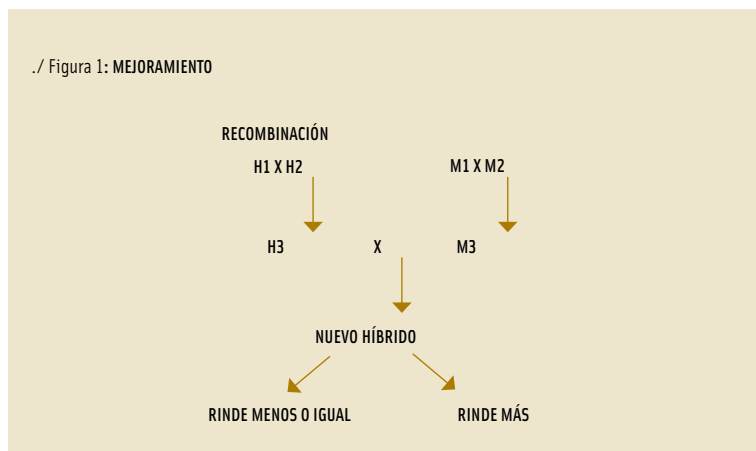 ./ Figura 1: MEJORAMIENTO
RECOMBINACIÓN
H1 X H2 M1 X M2
H3 X M3
NUEVO HÍBRIDO
RINDE MENOS O IGUAL RINDE MÁS